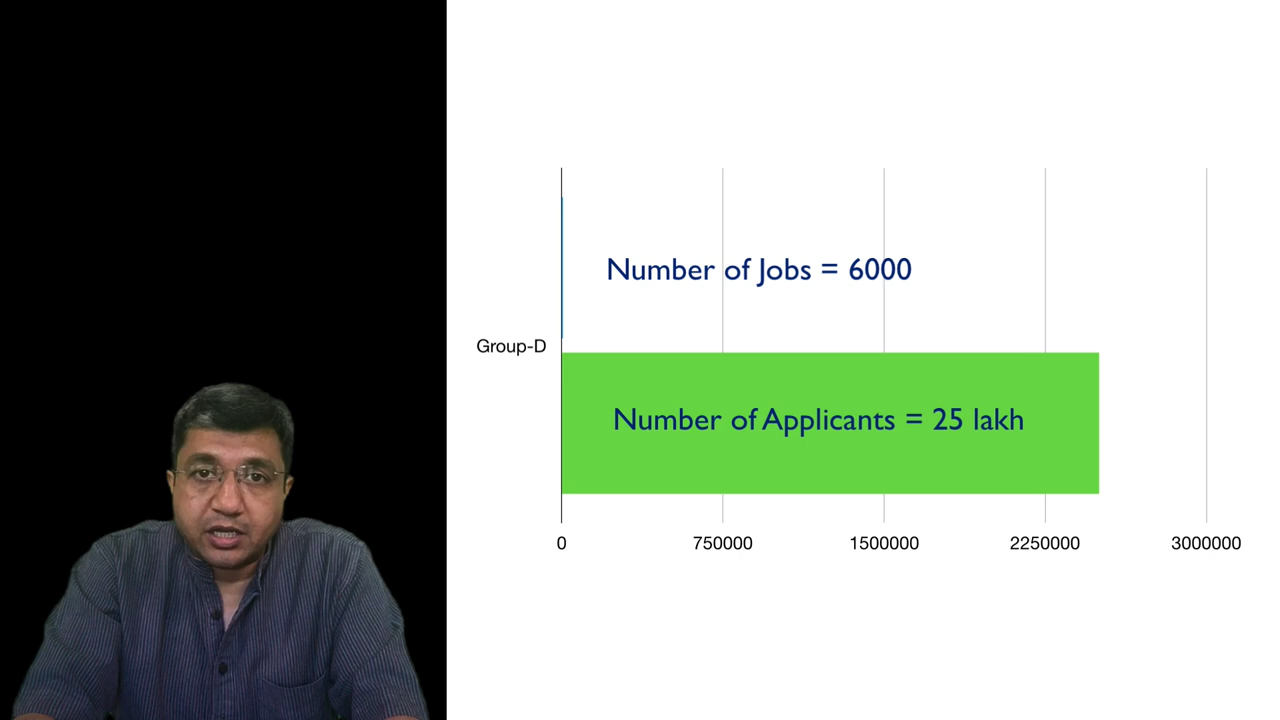 Number of Jobs = 6000
Group-D
Number of Applicants = 25 lakh
0 750000 1500000 2250000 3000000